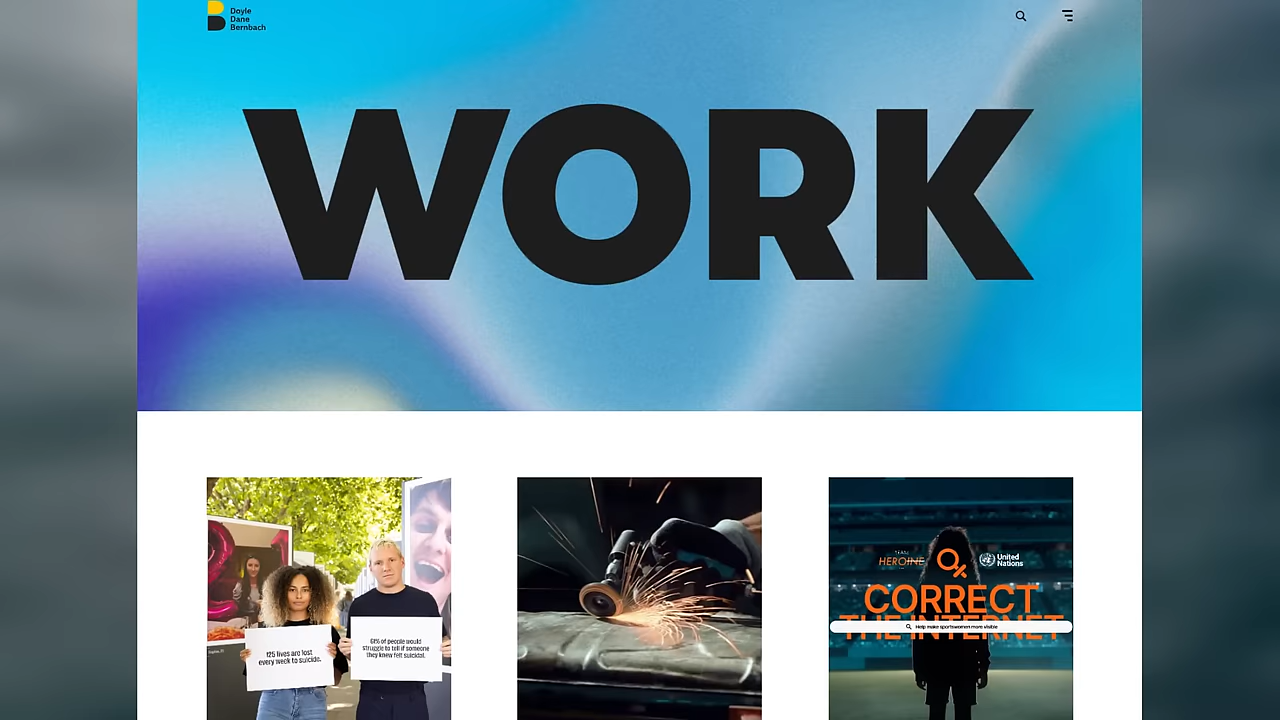 Doyle
Dane
Bernbach
WORK
125 lives are lost
every week to suicide.
61% of people would
struggle to tell if someone
they knew felt suicidal.
TEAM
HEROINE
United
Nations
CORRECT
THE INTERNET
Help make sportswomen more visible